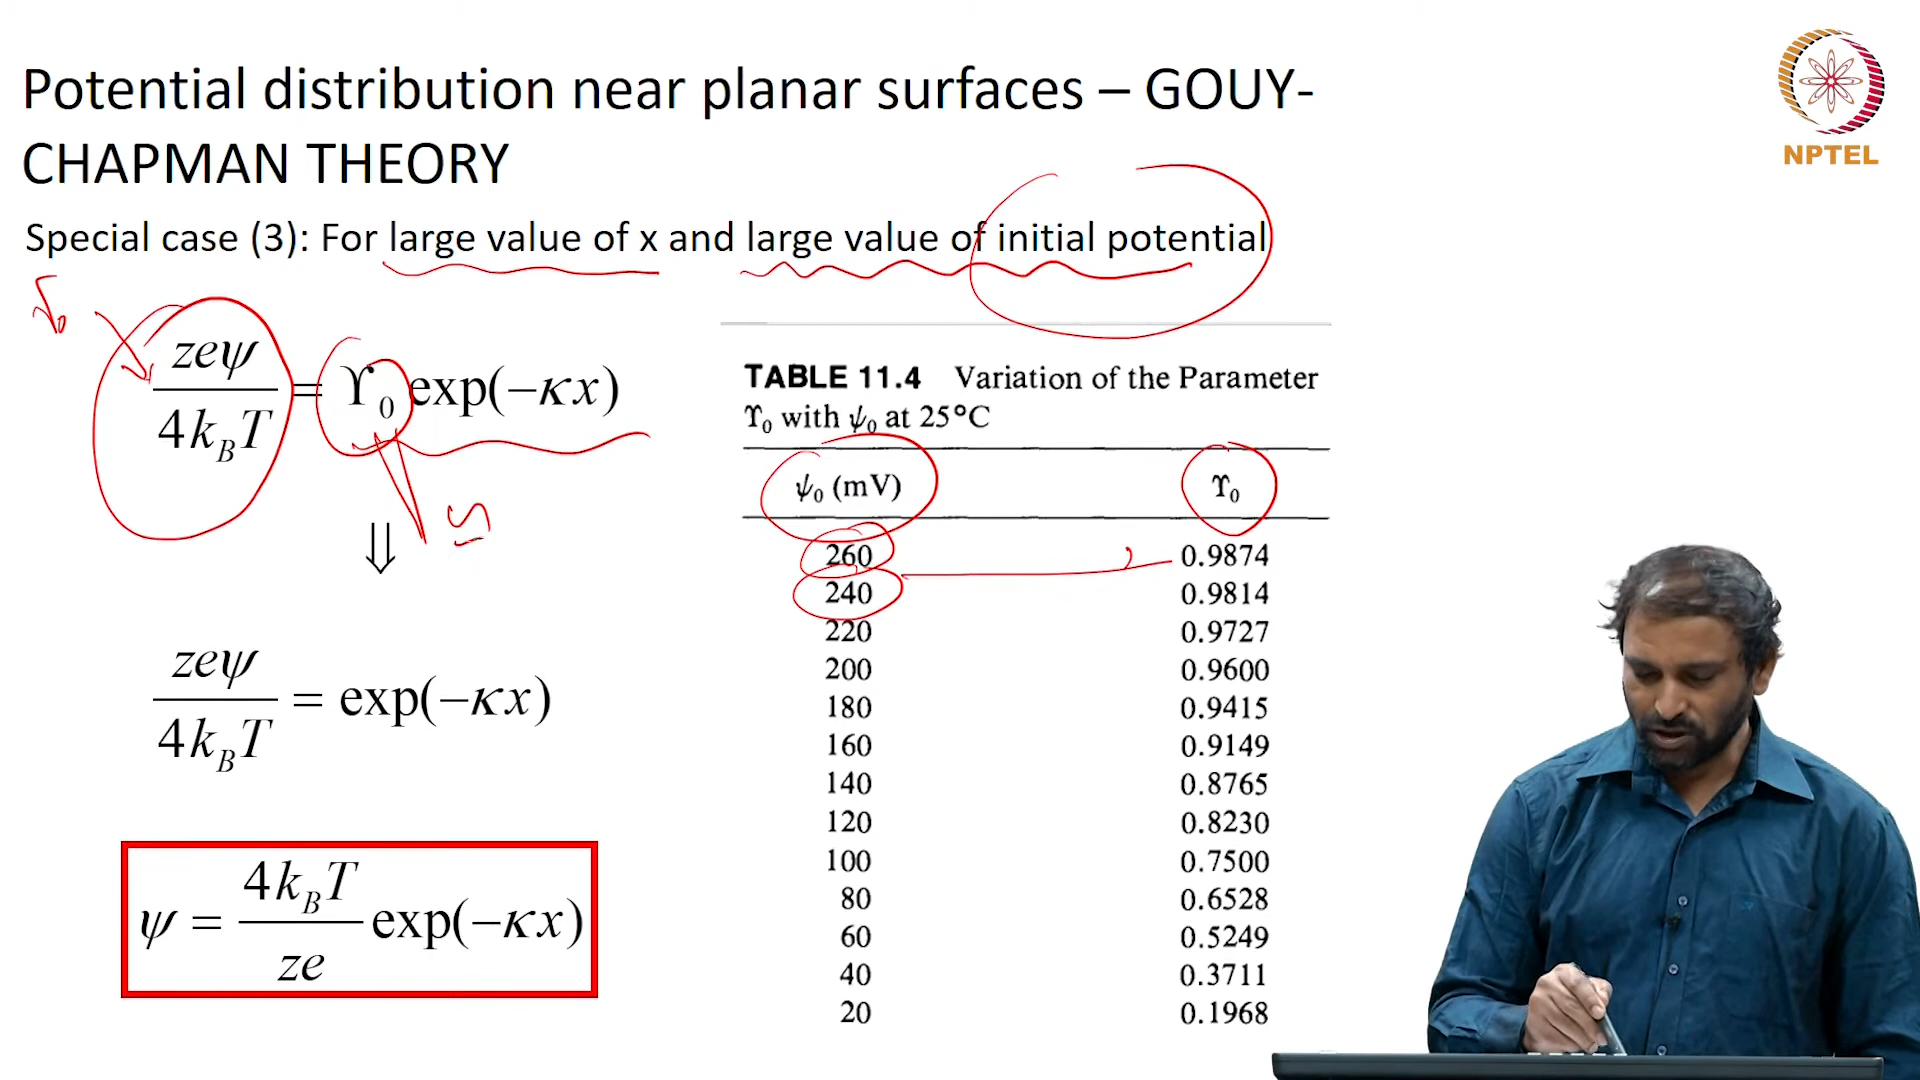 Potential distribution near planar surfaces – GOUY-
CHAPMAN THEORY
NPTEL
Special case (3): For large value of x and large value of initial potential
zeψ / 4k_BT = ϒ₀ exp(−κx)
⇓
zeψ / 4k_BT = exp(−κx)
ψ = 4k_BT / ze exp(−κx)
TABLE 11.4 Variation of the Parameter
ϒ₀ with ψ₀ at 25°C
ψ₀ (mV) ϒ₀
260 0.9874
240 0.9814
220 0.9727
200 0.9600
180 0.9415
160 0.9149
140 0.8765
120 0.8230
100 0.7500
80 0.6528
60 0.5249
40 0.3711
20 0.1968